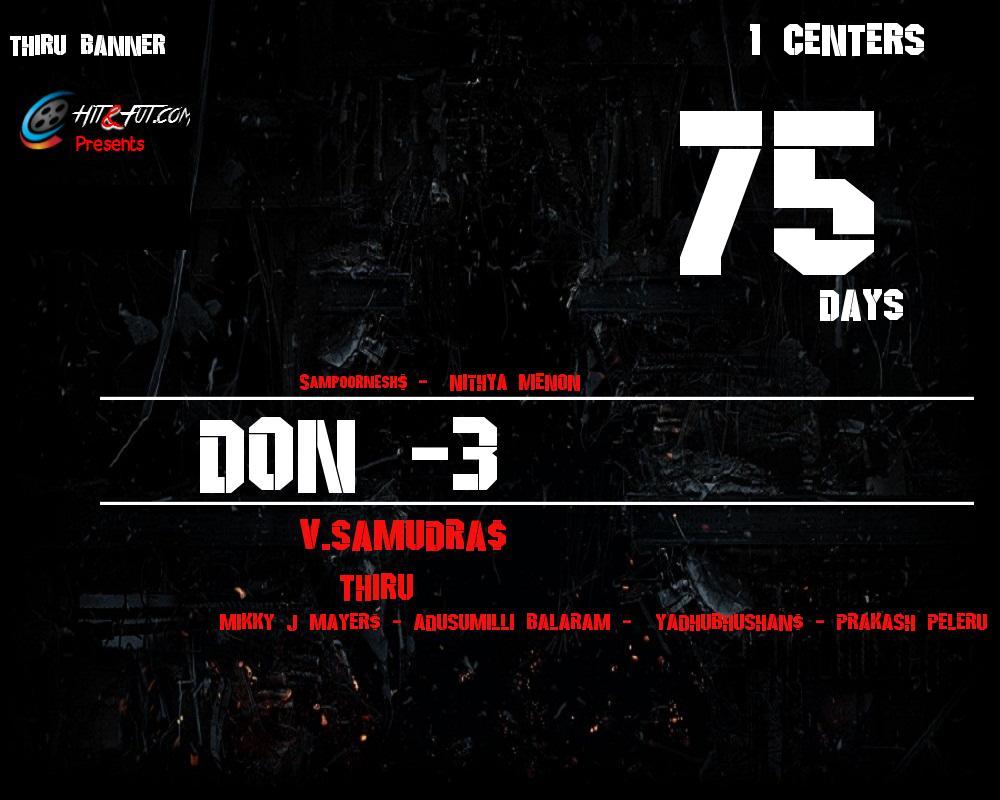 THIRU BANNER
1 CENTERS
HIT&FUT.COM
Presents
75
DAYS
SAMPOORNESH$ - NITHYA MENON
DON -3
V.SAMUDRA$
THIRU
MIKKY J MAYER$ - ADUSUMILLI BALARAM - YADHUBHUSHAN$ - PRAKASH PELERU